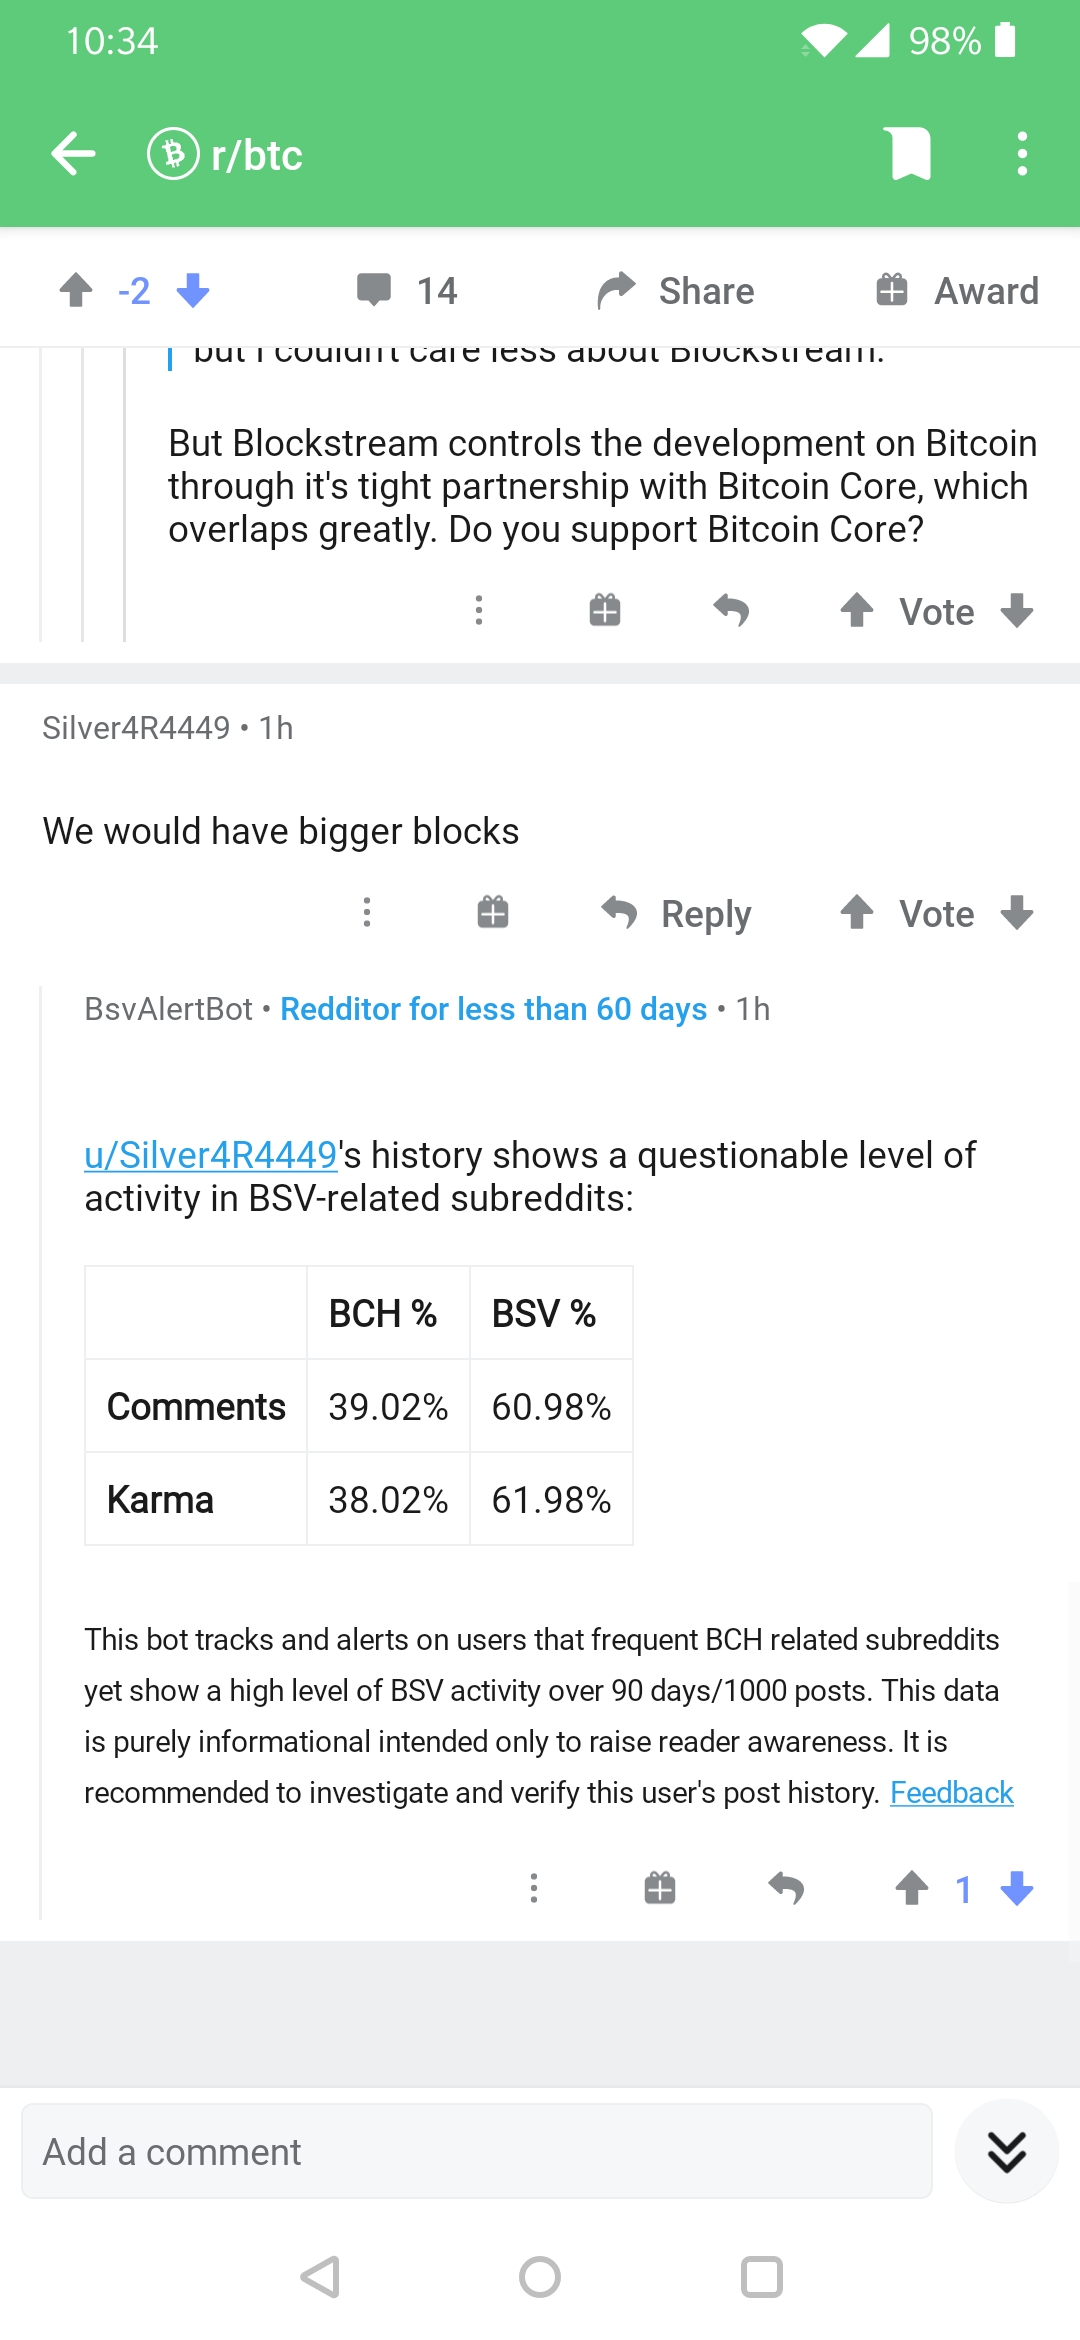 10:34
98%
r/btc
-2
14
Share
Award
but I couldn't care less about Blockstream.
But Blockstream controls the development on Bitcoin
through it's tight partnership with Bitcoin Core, which
overlaps greatly. Do you support Bitcoin Core?
Vote
Silver4R4449 • 1h
We would have bigger blocks
Reply
Vote
BsvAlertBot • Redditor for less than 60 days • 1h
u/Silver4R4449's history shows a questionable level of
activity in BSV-related subreddits:
BCH % BSV %
Comments 39.02% 60.98%
Karma 38.02% 61.98%
This bot tracks and alerts on users that frequent BCH related subreddits
yet show a high level of BSV activity over 90 days/1000 posts. This data
is purely informational intended only to raise reader awareness. It is
recommended to investigate and verify this user's post history. Feedback
1
Add a comment